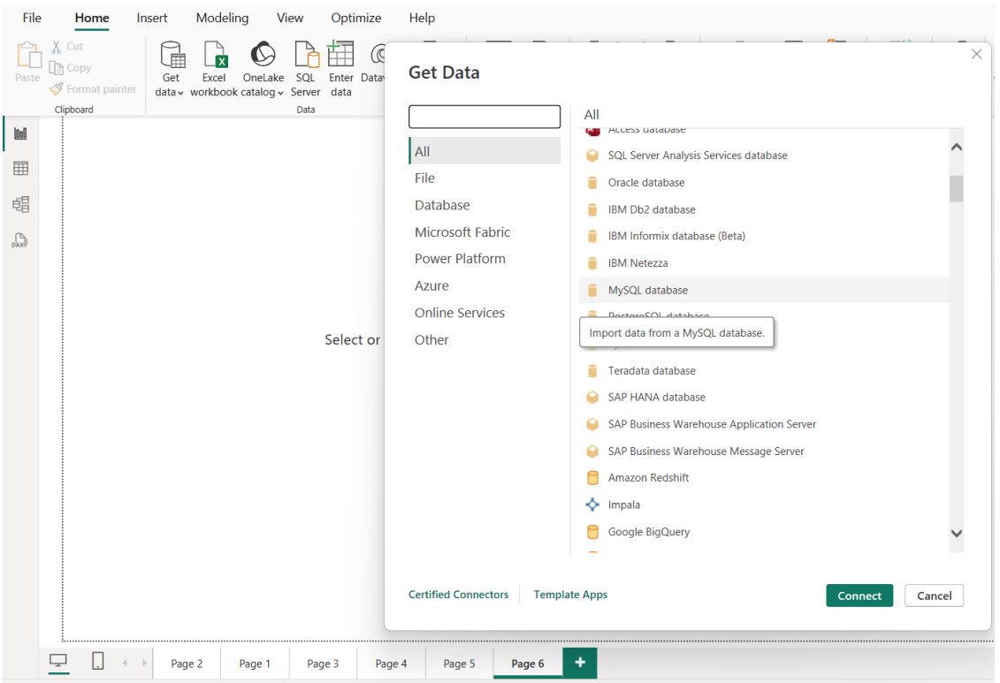 File Home Insert Modeling View Optimize Help
Cut
Copy
Format painter
Paste
Clipboard
Get data
Excel workbook
OneLake catalog
SQL Server
Enter data
Data
Get Data
All
File
Database
Microsoft Fabric
Power Platform
Azure
Online Services
Other
All
Access database
SQL Server Analysis Services database
Oracle database
IBM Db2 database
IBM Informix database (Beta)
IBM Netezza
MySQL database
PostgreSQL database
Import data from a MySQL database.
Teradata database
SAP HANA database
SAP Business Warehouse Application Server
SAP Business Warehouse Message Server
Amazon Redshift
Impala
Google BigQuery
Certified Connectors Template Apps
Connect Cancel
Select or
DAX
Page 2 Page 1 Page 3 Page 4 Page 5 Page 6 +